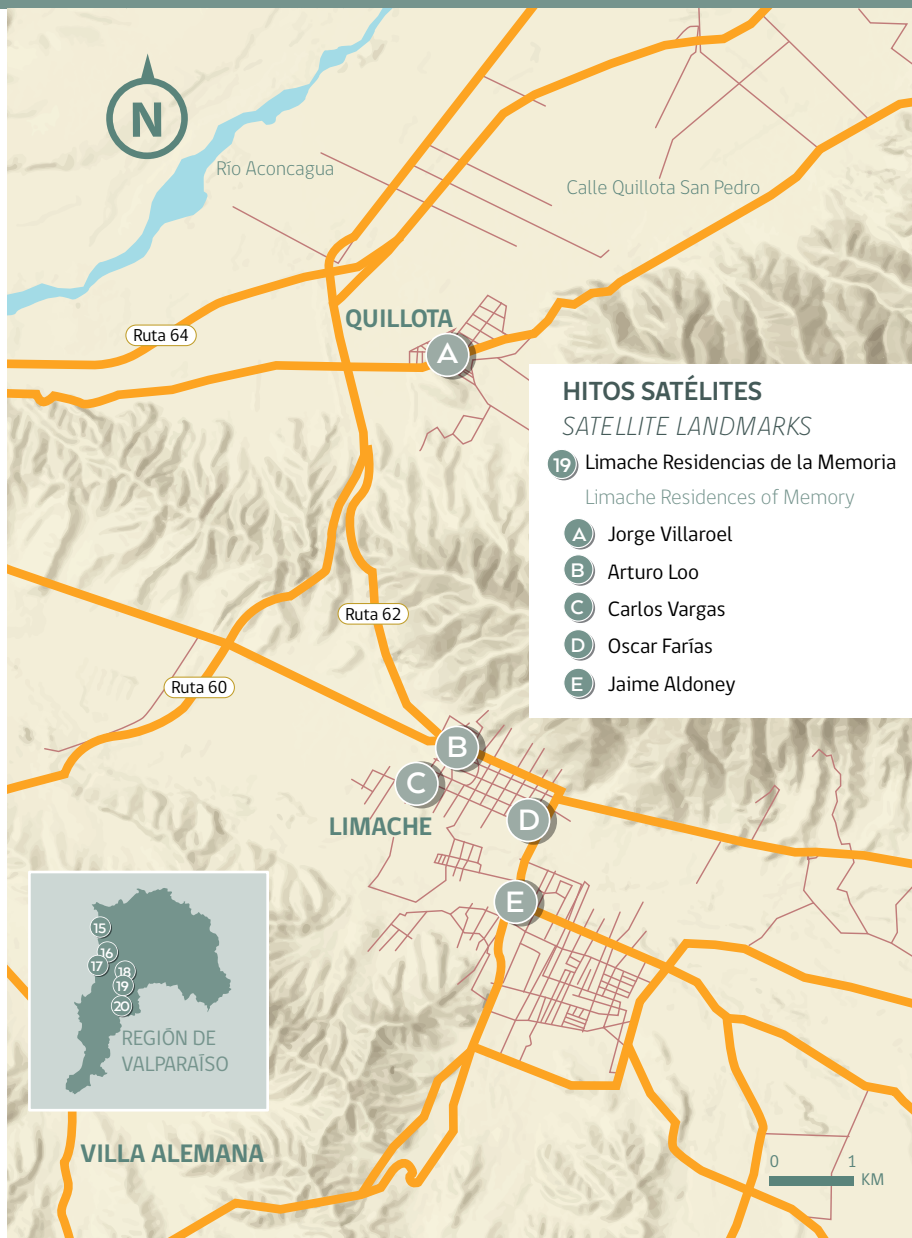 N
Río Aconcagua
Calle Quillota San Pedro
QUILLOTA
Ruta 64
A
HITOS SATÉLITES
SATELLITE LANDMARKS
19 Limache Residencias de la Memoria
Limache Residences of Memory
A Jorge Villaroel
B Arturo Loo
C Carlos Vargas
D Oscar Farías
E Jaime Aldoney
Ruta 62
Ruta 60
B
C
D
LIMACHE
E
15
16
17
18
19
20
REGIÓN DE
VALPARAÍSO
VILLA ALEMANA
0 1
KM